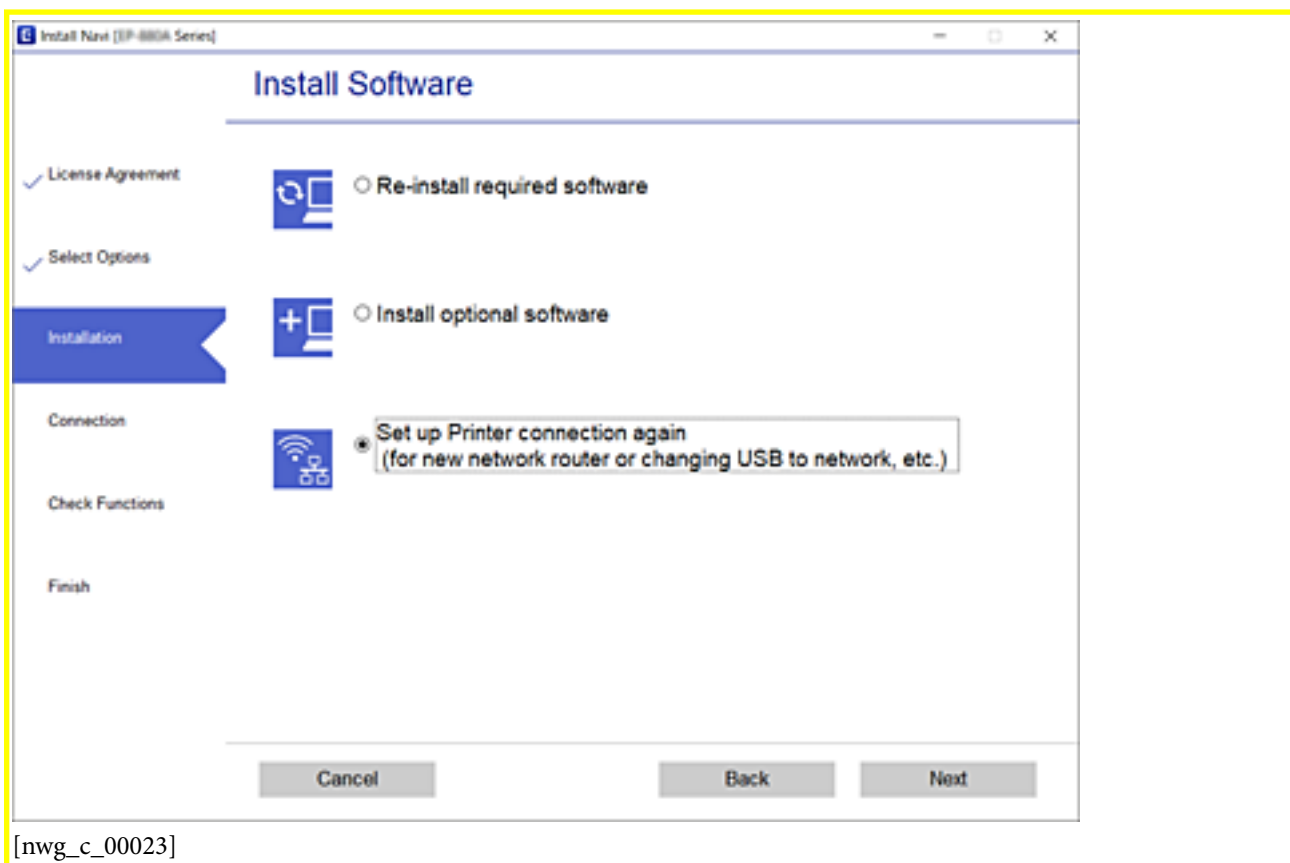 Install Navi [ Series]
Install Software
License Agreement
Select Options
Installation
Connection
Check Functions
Finish
Re-install required software
Install optional software
Set up Printer connection again
(for new network router or changing USB to network, etc.)
Cancel
Back
Next
[nwg_c_00023]